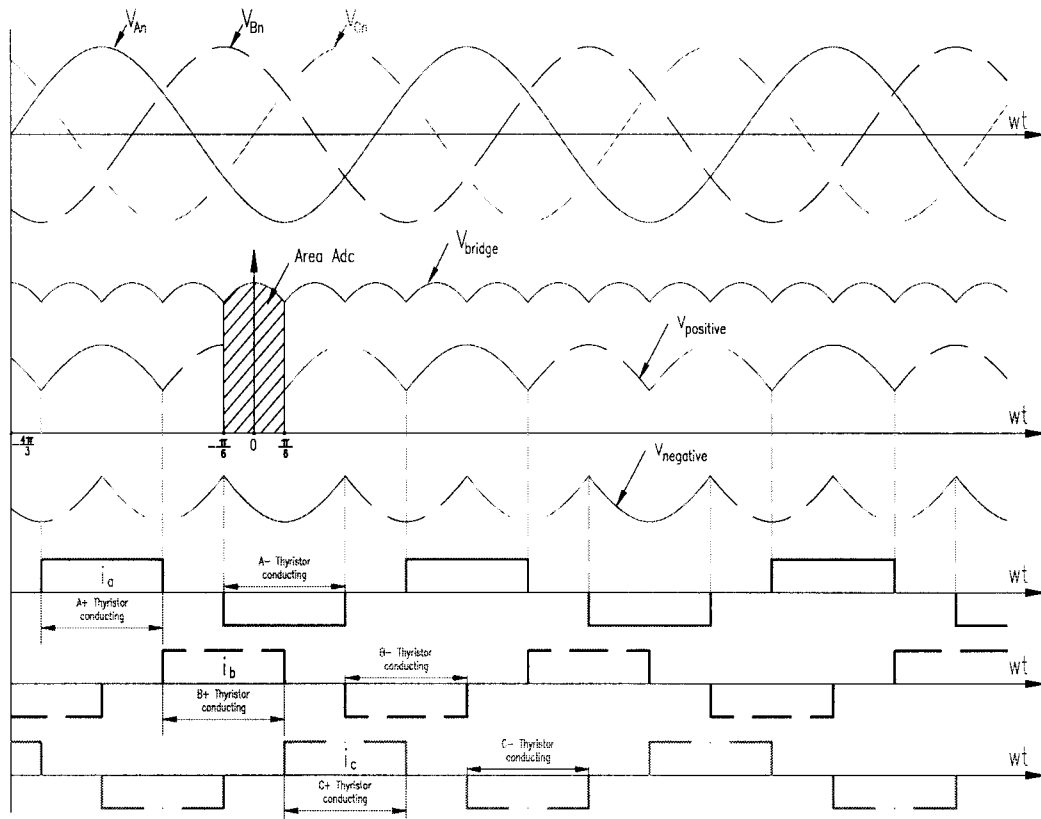 V_An
V_Bn
V_Cn
wt
Area Adc
V_bridge
V_positive
wt
-4π/3
-π/6
0
π/6
V_negative
i_a
A- Thyristor
conducting
wt
A+ Thyristor
conducting
i_b
B- Thyristor
conducting
wt
B+ Thyristor
conducting
i_c
C- Thyristor
conducting
wt
C+ Thyristor
conducting